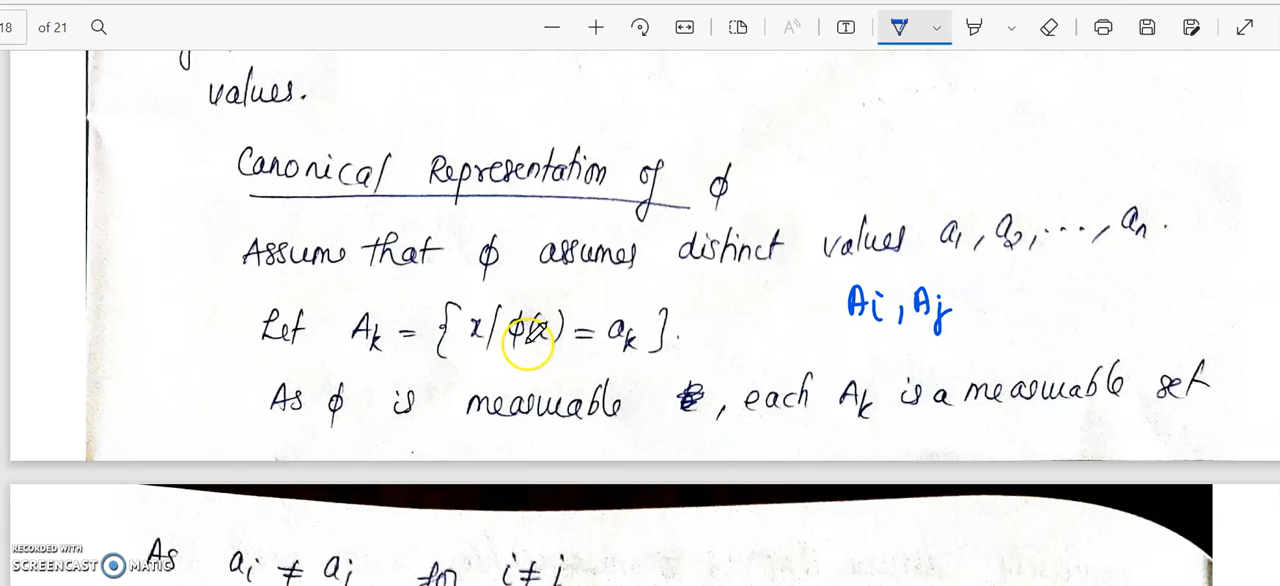 18 of 21
values.
Canonical Representation of ϕ
Assume that ϕ assumes distinct values a₁, a₂, ..., aₙ.
Ai, Aj
Let Aₖ = { x / ϕ(x) = aₖ }.
As ϕ is measurable , each Aₖ is a measurable set
As aᵢ ≠ aⱼ for i ≠ j
RECORDED WITH
SCREENCAST MATIC